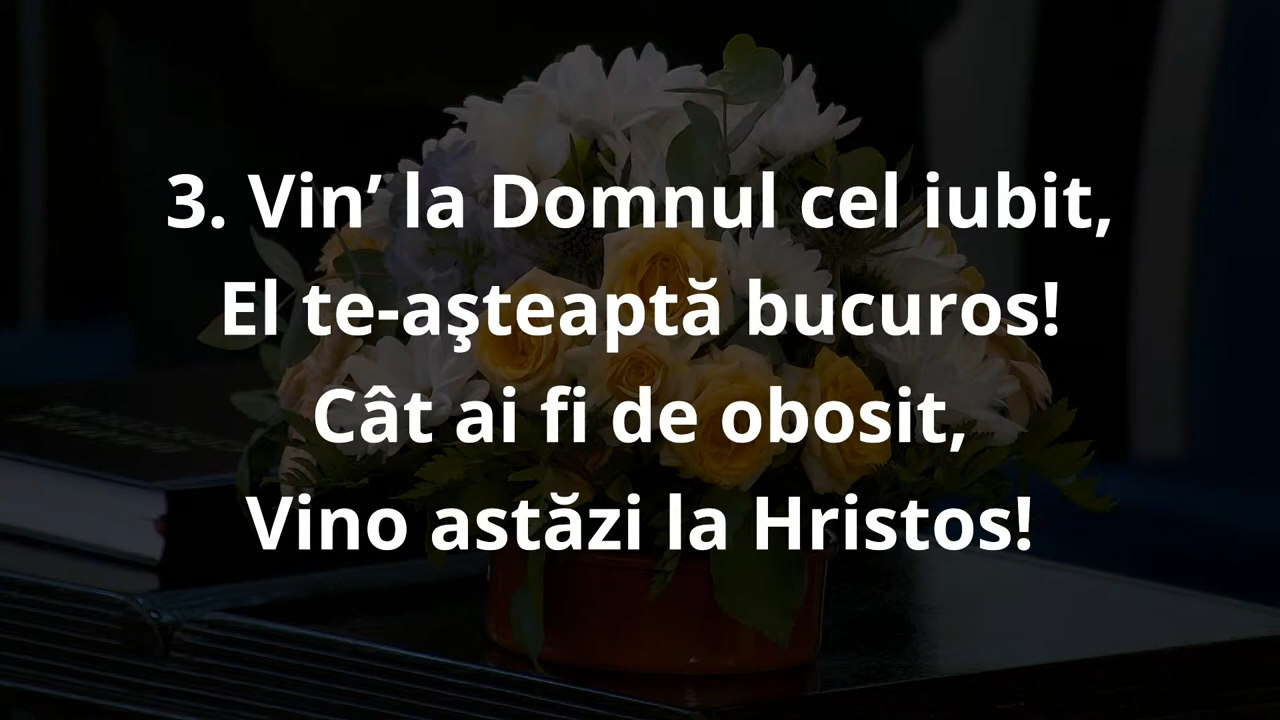 3. Vin’ la Domnul cel iubit,
El te-aşteaptă bucuros!
Cât ai fi de obosit,
Vino astăzi la Hristos!